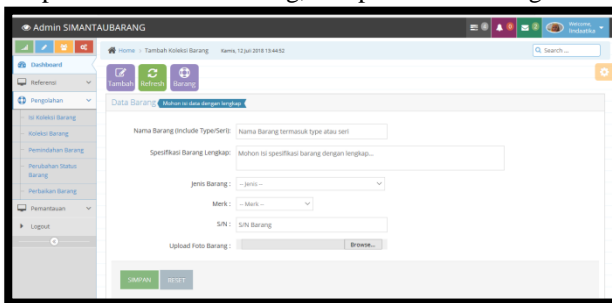 Admin SIMANTAUBARANG
Welcome,
lindaatika
Home > Tambah Koleksi Barang Kamis, 12 Juli 2018 13:44:52
Search ...
Dashboard
Referensi
Pengolahan
Isi Koleksi Barang
Koleksi Barang
Pemindahan Barang
Perubahan Status
Barang
Perbaikan Barang
Pemantauan
Logout
Tambah Refresh Barang
Data Barang Mohon isi data dengan lengkap
Nama Barang (Include Type/Seri): Nama Barang termasuk type atau seri
Spesifikasi Barang Lengkap: Mohon Isi spesifikasi barang dengan lengkap...
Jenis Barang : -- Jenis --
Merk : -- Merk --
S/N : S/N Barang
Upload Foto Barang : Browse...
SIMPAN RESET